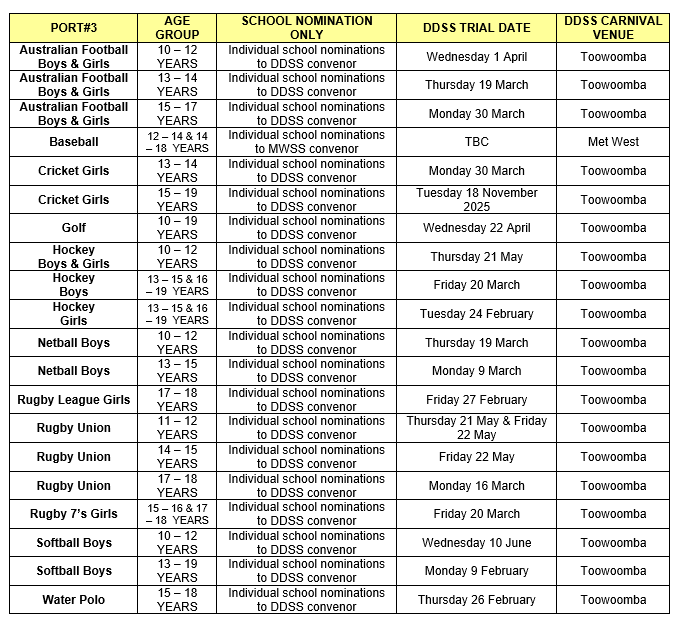 PORT#3 AGE GROUP SCHOOL NOMINATION ONLY DDSS TRIAL DATE DDSS CARNIVAL VENUE
Australian Football Boys & Girls 10 – 12 YEARS Individual school nominations to DDSS convenor Wednesday 1 April Toowoomba
Australian Football Boys & Girls 13 – 14 YEARS Individual school nominations to DDSS convenor Thursday 19 March Toowoomba
Australian Football Boys & Girls 15 – 17 YEARS Individual school nominations to DDSS convenor Monday 30 March Toowoomba
Baseball 12 – 14 & 14 – 18 YEARS Individual school nominations to MWSS convenor TBC Met West
Cricket Girls 13 – 14 YEARS Individual school nominations to DDSS convenor Monday 30 March Toowoomba
Cricket Girls 15 – 19 YEARS Individual school nominations to DDSS convenor Tuesday 18 November 2025 Toowoomba
Golf 10 – 19 YEARS Individual school nominations to DDSS convenor Wednesday 22 April Toowoomba
Hockey Boys & Girls 10 – 12 YEARS Individual school nominations to DDSS convenor Thursday 21 May Toowoomba
Hockey Boys 13 – 15 & 16 – 19 YEARS Individual school nominations to DDSS convenor Friday 20 March Toowoomba
Hockey Girls 13 – 15 & 16 – 19 YEARS Individual school nominations to DDSS convenor Tuesday 24 February Toowoomba
Netball Boys 10 – 12 YEARS Individual school nominations to DDSS convenor Thursday 19 March Toowoomba
Netball Boys 13 – 15 YEARS Individual school nominations to DDSS convenor Monday 9 March Toowoomba
Rugby League Girls 17 – 18 YEARS Individual school nominations to DDSS convenor Friday 27 February Toowoomba
Rugby Union 11 – 12 YEARS Individual school nominations to DDSS convenor Thursday 21 May & Friday 22 May Toowoomba
Rugby Union 14 – 15 YEARS Individual school nominations to DDSS convenor Friday 22 May Toowoomba
Rugby Union 17 – 18 YEARS Individual school nominations to DDSS convenor Monday 16 March Toowoomba
Rugby 7's Girls 15 – 16 & 17 – 18 YEARS Individual school nominations to DDSS convenor Friday 20 March Toowoomba
Softball Boys 10 – 12 YEARS Individual school nominations to DDSS convenor Wednesday 10 June Toowoomba
Softball Boys 13 – 19 YEARS Individual school nominations to DDSS convenor Monday 9 February Toowoomba
Water Polo 15 – 18 YEARS Individual school nominations to DDSS convenor Thursday 26 February Toowoomba